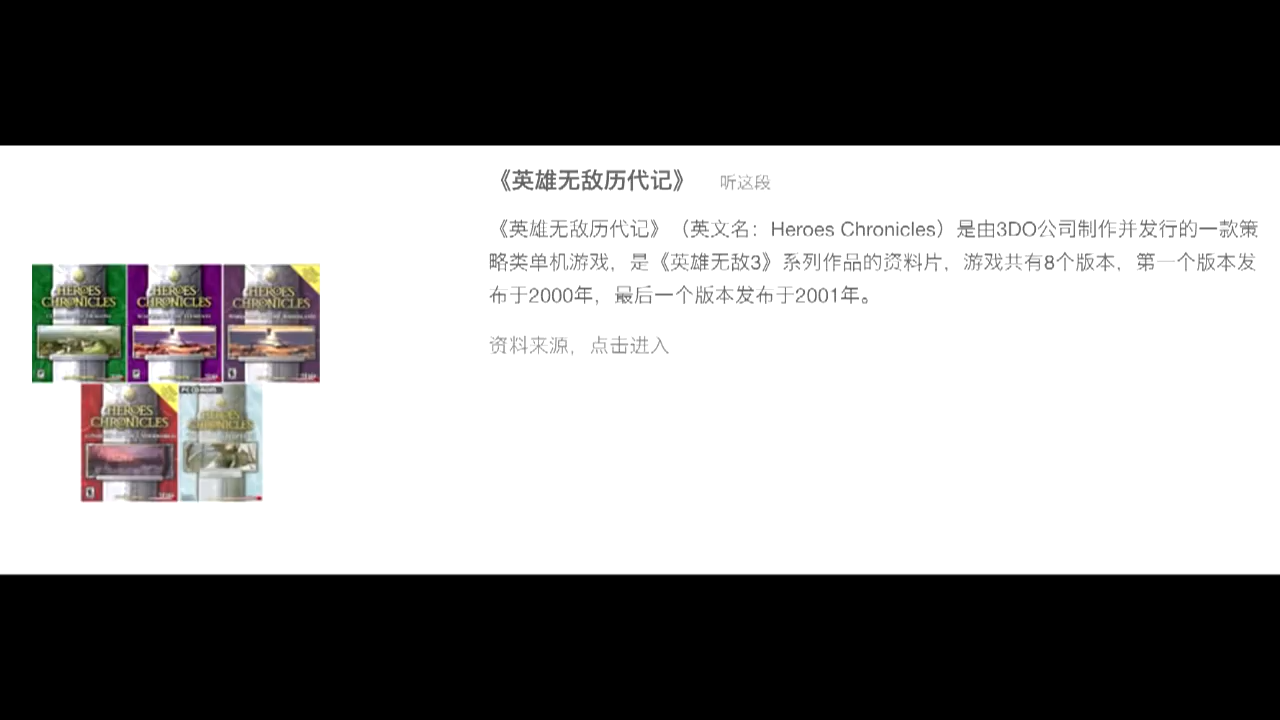 《英雄无敌历代记》 听这段
《英雄无敌历代记》（英文名：Heroes Chronicles）是由3DO公司制作并发行的一款策
略类单机游戏，是《英雄无敌3》系列作品的资料片，游戏共有8个版本，第一个版本发
布于2000年，最后一个版本发布于2001年。
资料来源，点击进入
HEROES
CHRONICLES
HEROES
CHRONICLES
HEROES
CHRONICLES
HEROES
CHRONICLES
HEROES
CHRONICLES